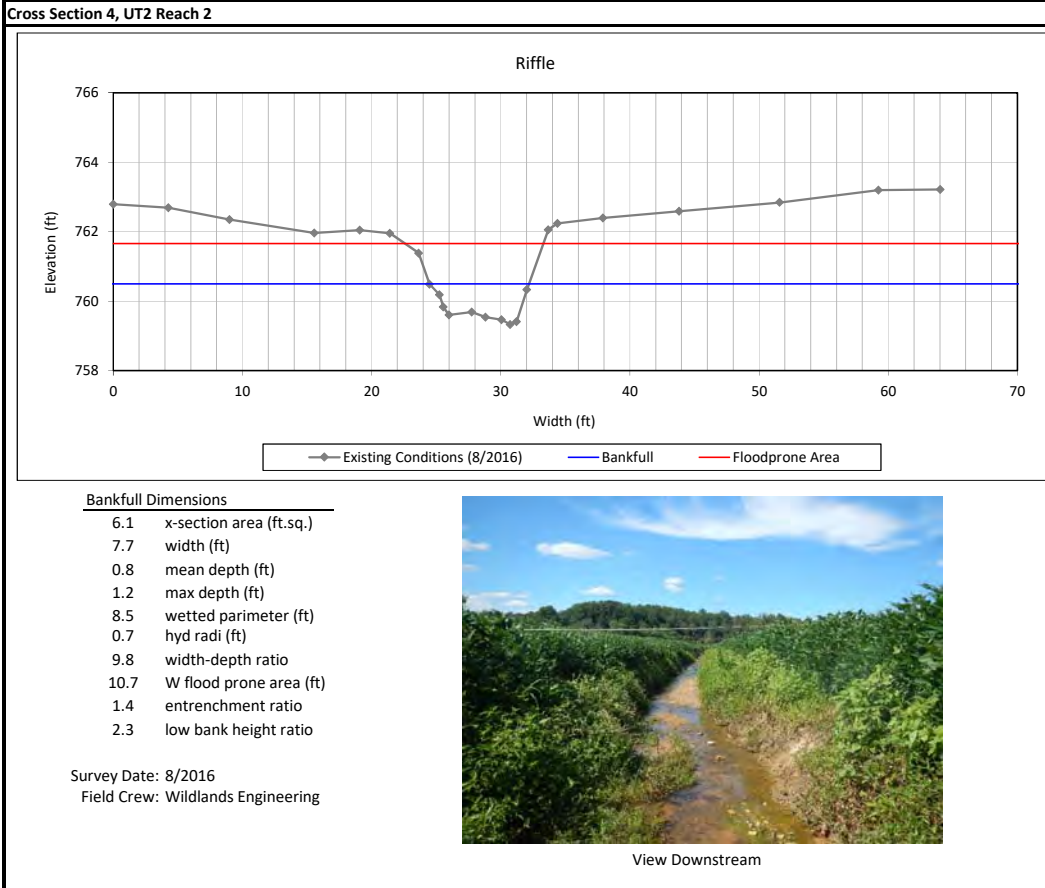 Cross Section 4, UT2 Reach 2
Riffle
766
764
762
760
758
Elevation (ft)
0 10 20 30 40 50 60 70
Width (ft)
Existing Conditions (8/2016) Bankfull Floodprone Area
Bankfull Dimensions
6.1 x-section area (ft.sq.)
7.7 width (ft)
0.8 mean depth (ft)
1.2 max depth (ft)
8.5 wetted parimeter (ft)
0.7 hyd radi (ft)
9.8 width-depth ratio
10.7 W flood prone area (ft)
1.4 entrenchment ratio
2.3 low bank height ratio
Survey Date: 8/2016
Field Crew: Wildlands Engineering
View Downstream